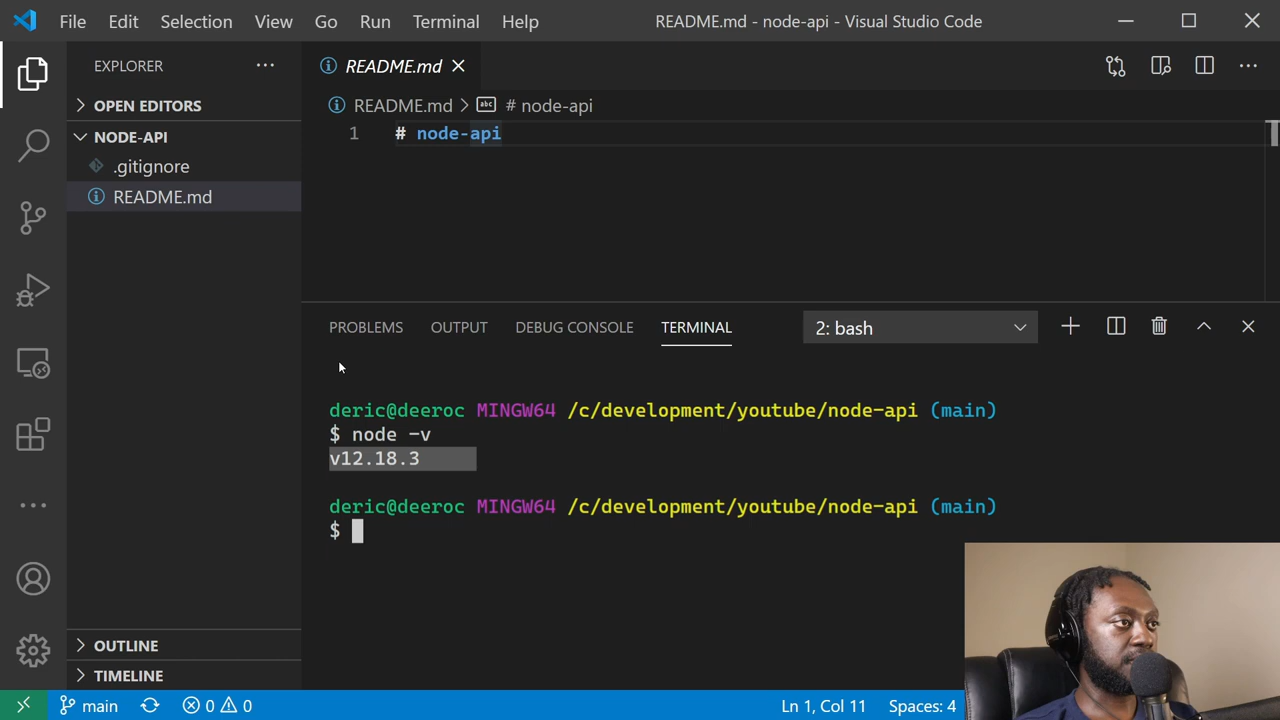 File Edit Selection View Go Run Terminal Help README.md - node-api - Visual Studio Code
EXPLORER
OPEN EDITORS
NODE-API
.gitignore
README.md
README.md
README.md > # node-api
1 # node-api
PROBLEMS OUTPUT DEBUG CONSOLE TERMINAL 2: bash
deric@deeroc MINGW64 /c/development/youtube/node-api (main)
$ node -v
v12.18.3
deric@deeroc MINGW64 /c/development/youtube/node-api (main)
$
OUTLINE
TIMELINE
main 0 0 Ln 1, Col 11 Spaces: 4